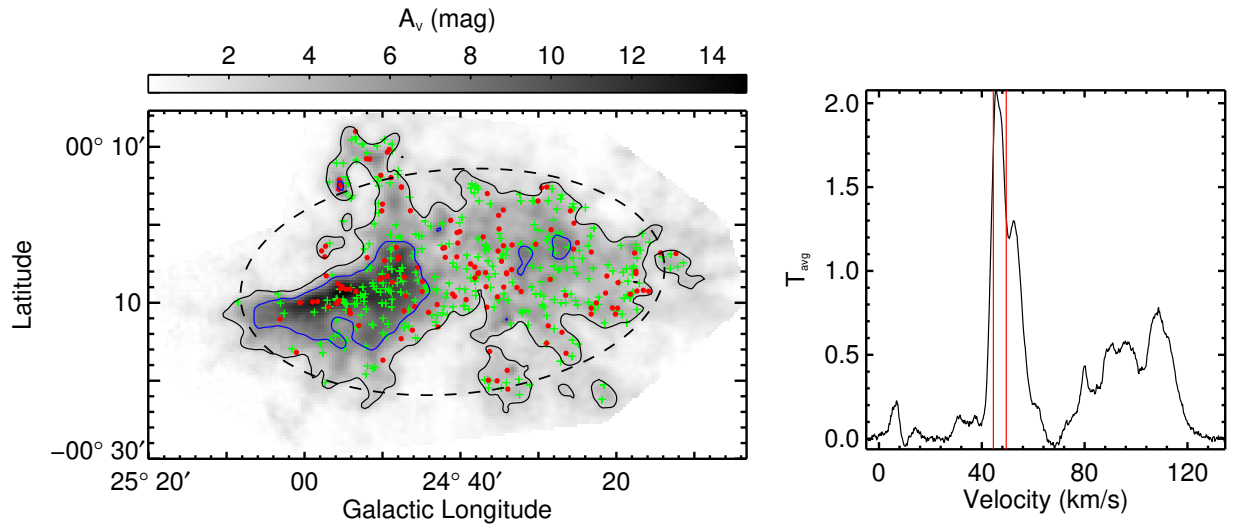 A_v (mag)
2 4 6 8 10 12 14
00° 10′
10
−00° 30′
Latitude
25° 20′ 00 24° 40′ 20
Galactic Longitude
2.0
1.5
1.0
0.5
0.0
T_avg
0 40 80 120
Velocity (km/s)